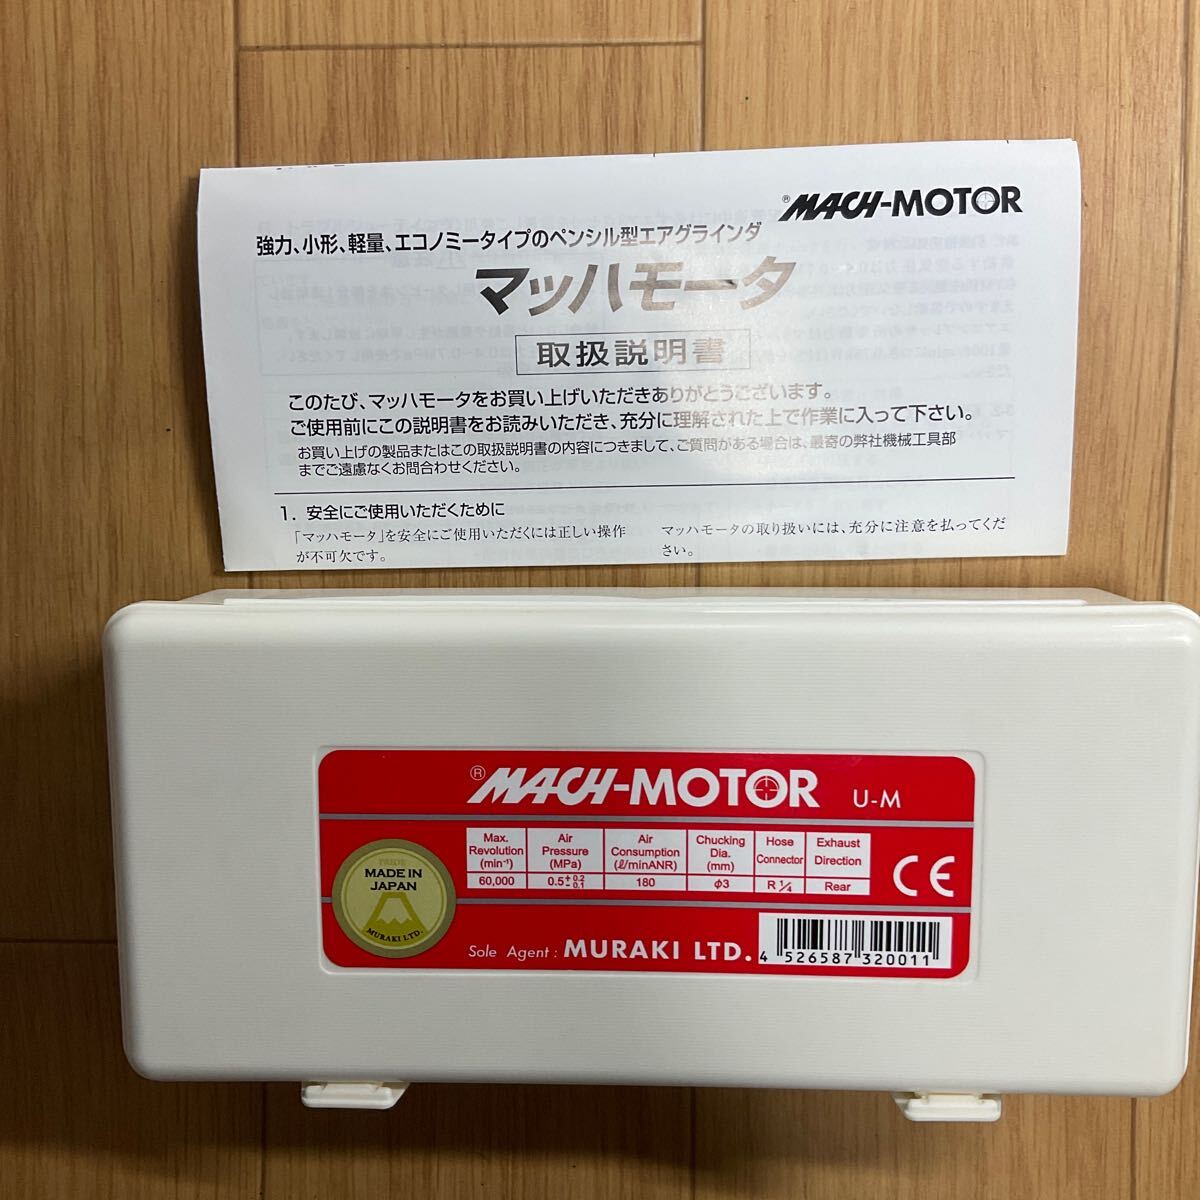 ®MACH-MOTOR
強力、小形、軽量、エコノミータイプのペンシル型エアグラインダ
マッハモータ
取扱説明書
このたび、マッハモータをお買い上げいただきありがとうございます。
ご使用前にこの説明書をお読みいただき、充分に理解された上で作業に入って下さい。
お買い上げの製品またはこの取扱説明書の内容につきまして、ご質問がある場合は、最寄の弊社機械工具部
までご遠慮なくお問合わせください。
1. 安全にご使用いただくために
「マッハモータ」を安全にご使用いただくには正しい操作
が不可欠です。
マッハモータの取り扱いには、充分に注意を払ってくだ
さい。
®MACH-MOTOR U-M
Max. Revolution (min⁻¹) Air Pressure (MPa) Air Consumption (ℓ/minANR) Chucking Dia. (mm) Hose Connector Exhaust Direction
60,000 0.5+0.2-0.1 180 φ3 R 1/4 Rear
CE
PRIDE
MADE IN
JAPAN
MURAKI LTD.
Sole Agent : MURAKI LTD.
4 526587 320011